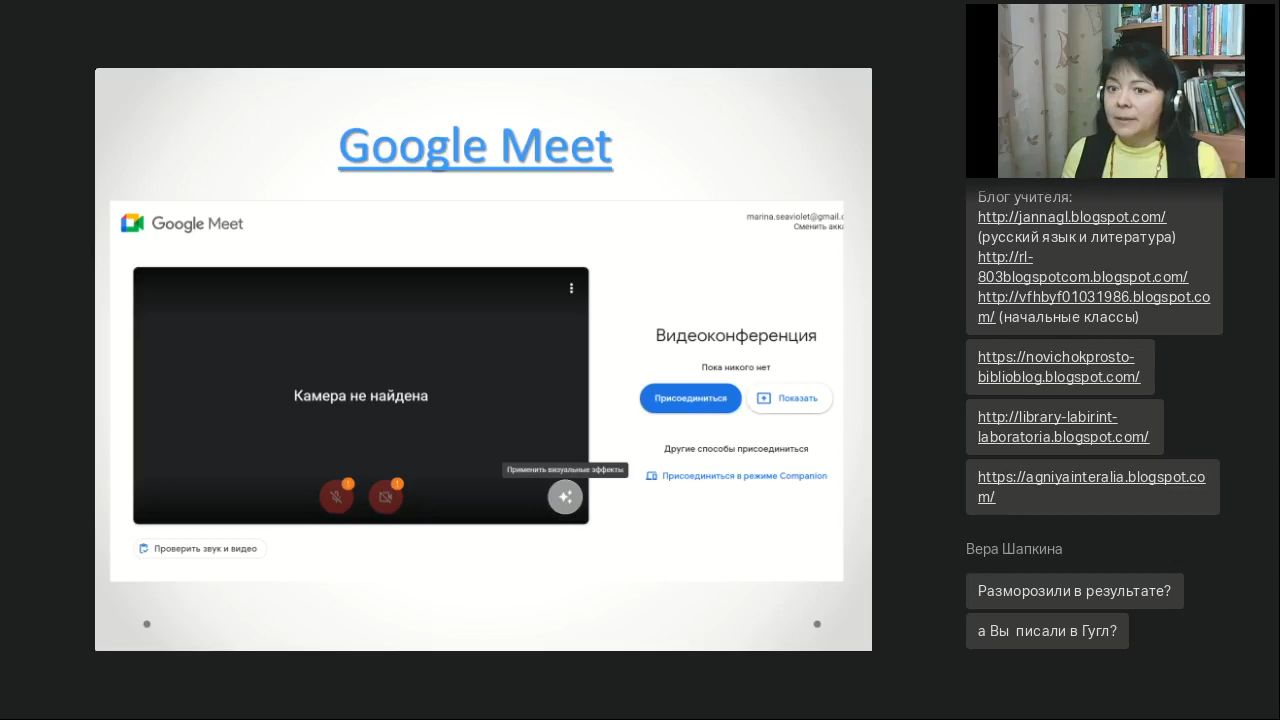 Google Meet
Google Meet
marina.seaviolet@gmail.c
Сменить акка
Камера не найдена
Применить визуальные эффекты
Проверить звук и видео
Видеоконференция
Пока никого нет
Присоединиться
Показать
Другие способы присоединиться
Присоединиться в режиме Companion
Блог учителя:
http://jannagl.blogspot.com/
(русский язык и литература)
http://rl-
803blogspotcom.blogspot.com/
http://vfhbyf01031986.blogspot.co
m/ (начальные классы)
https://novichokprosto-
biblioblog.blogspot.com/
http://library-labirint-
laboratoria.blogspot.com/
https://agniyainteralia.blogspot.co
m/
Вера Шапкина
Разморозили в результате?
а Вы писали в Гугл?